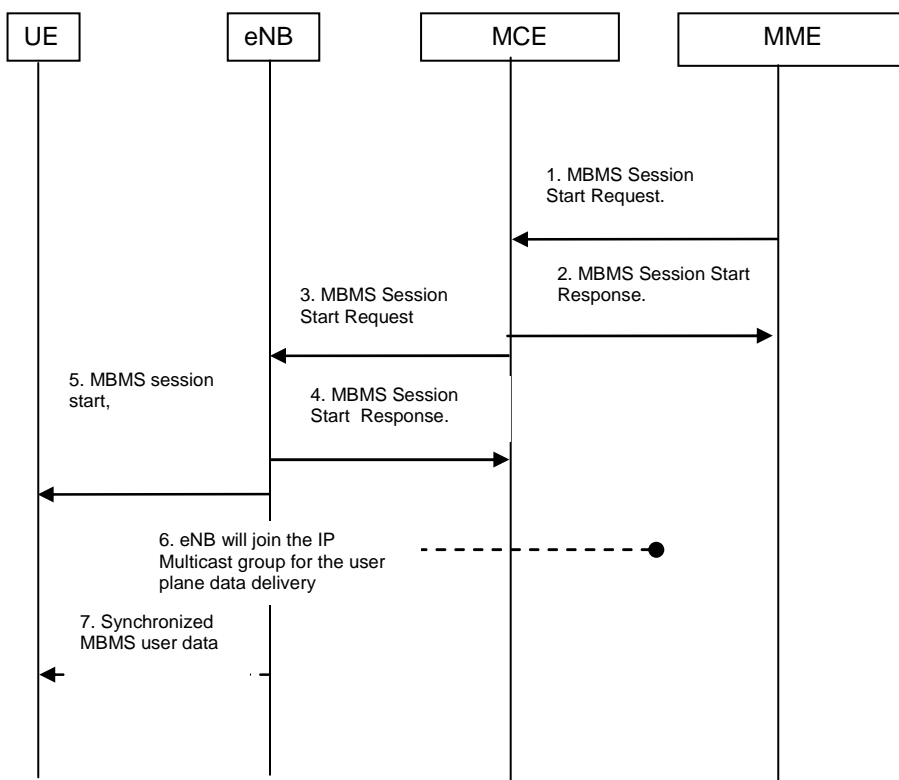 UE
eNB
MCE
MME
1. MBMS Session
Start Request.
2. MBMS Session Start
Response.
3. MBMS Session
Start Request
4. MBMS Session
Start Response.
5. MBMS session
start,
6. eNB will join the IP
Multicast group for the user
plane data delivery
7. Synchronized
MBMS user data